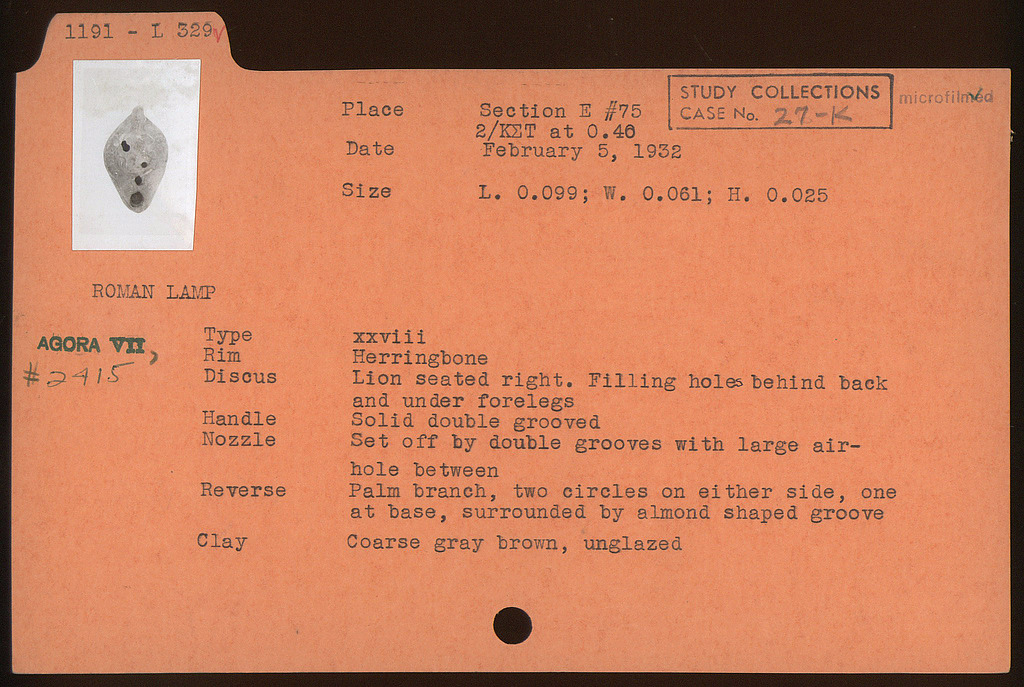 1191 - L 329
STUDY COLLECTIONS
CASE No. 27-K
microfilmed
Place Section E #75
2/ΚΣΤ at 0.40
Date February 5, 1932
Size L. 0.099; W. 0.061; H. 0.025
ROMAN LAMP
AGORA VII,
#2415
Type xxviii
Rim Herringbone
Discus Lion seated right. Filling holes behind back
and under forelegs
Handle Solid double grooved
Nozzle Set off by double grooves with large air-
hole between
Reverse Palm branch, two circles on either side, one
at base, surrounded by almond shaped groove
Clay Coarse gray brown, unglazed